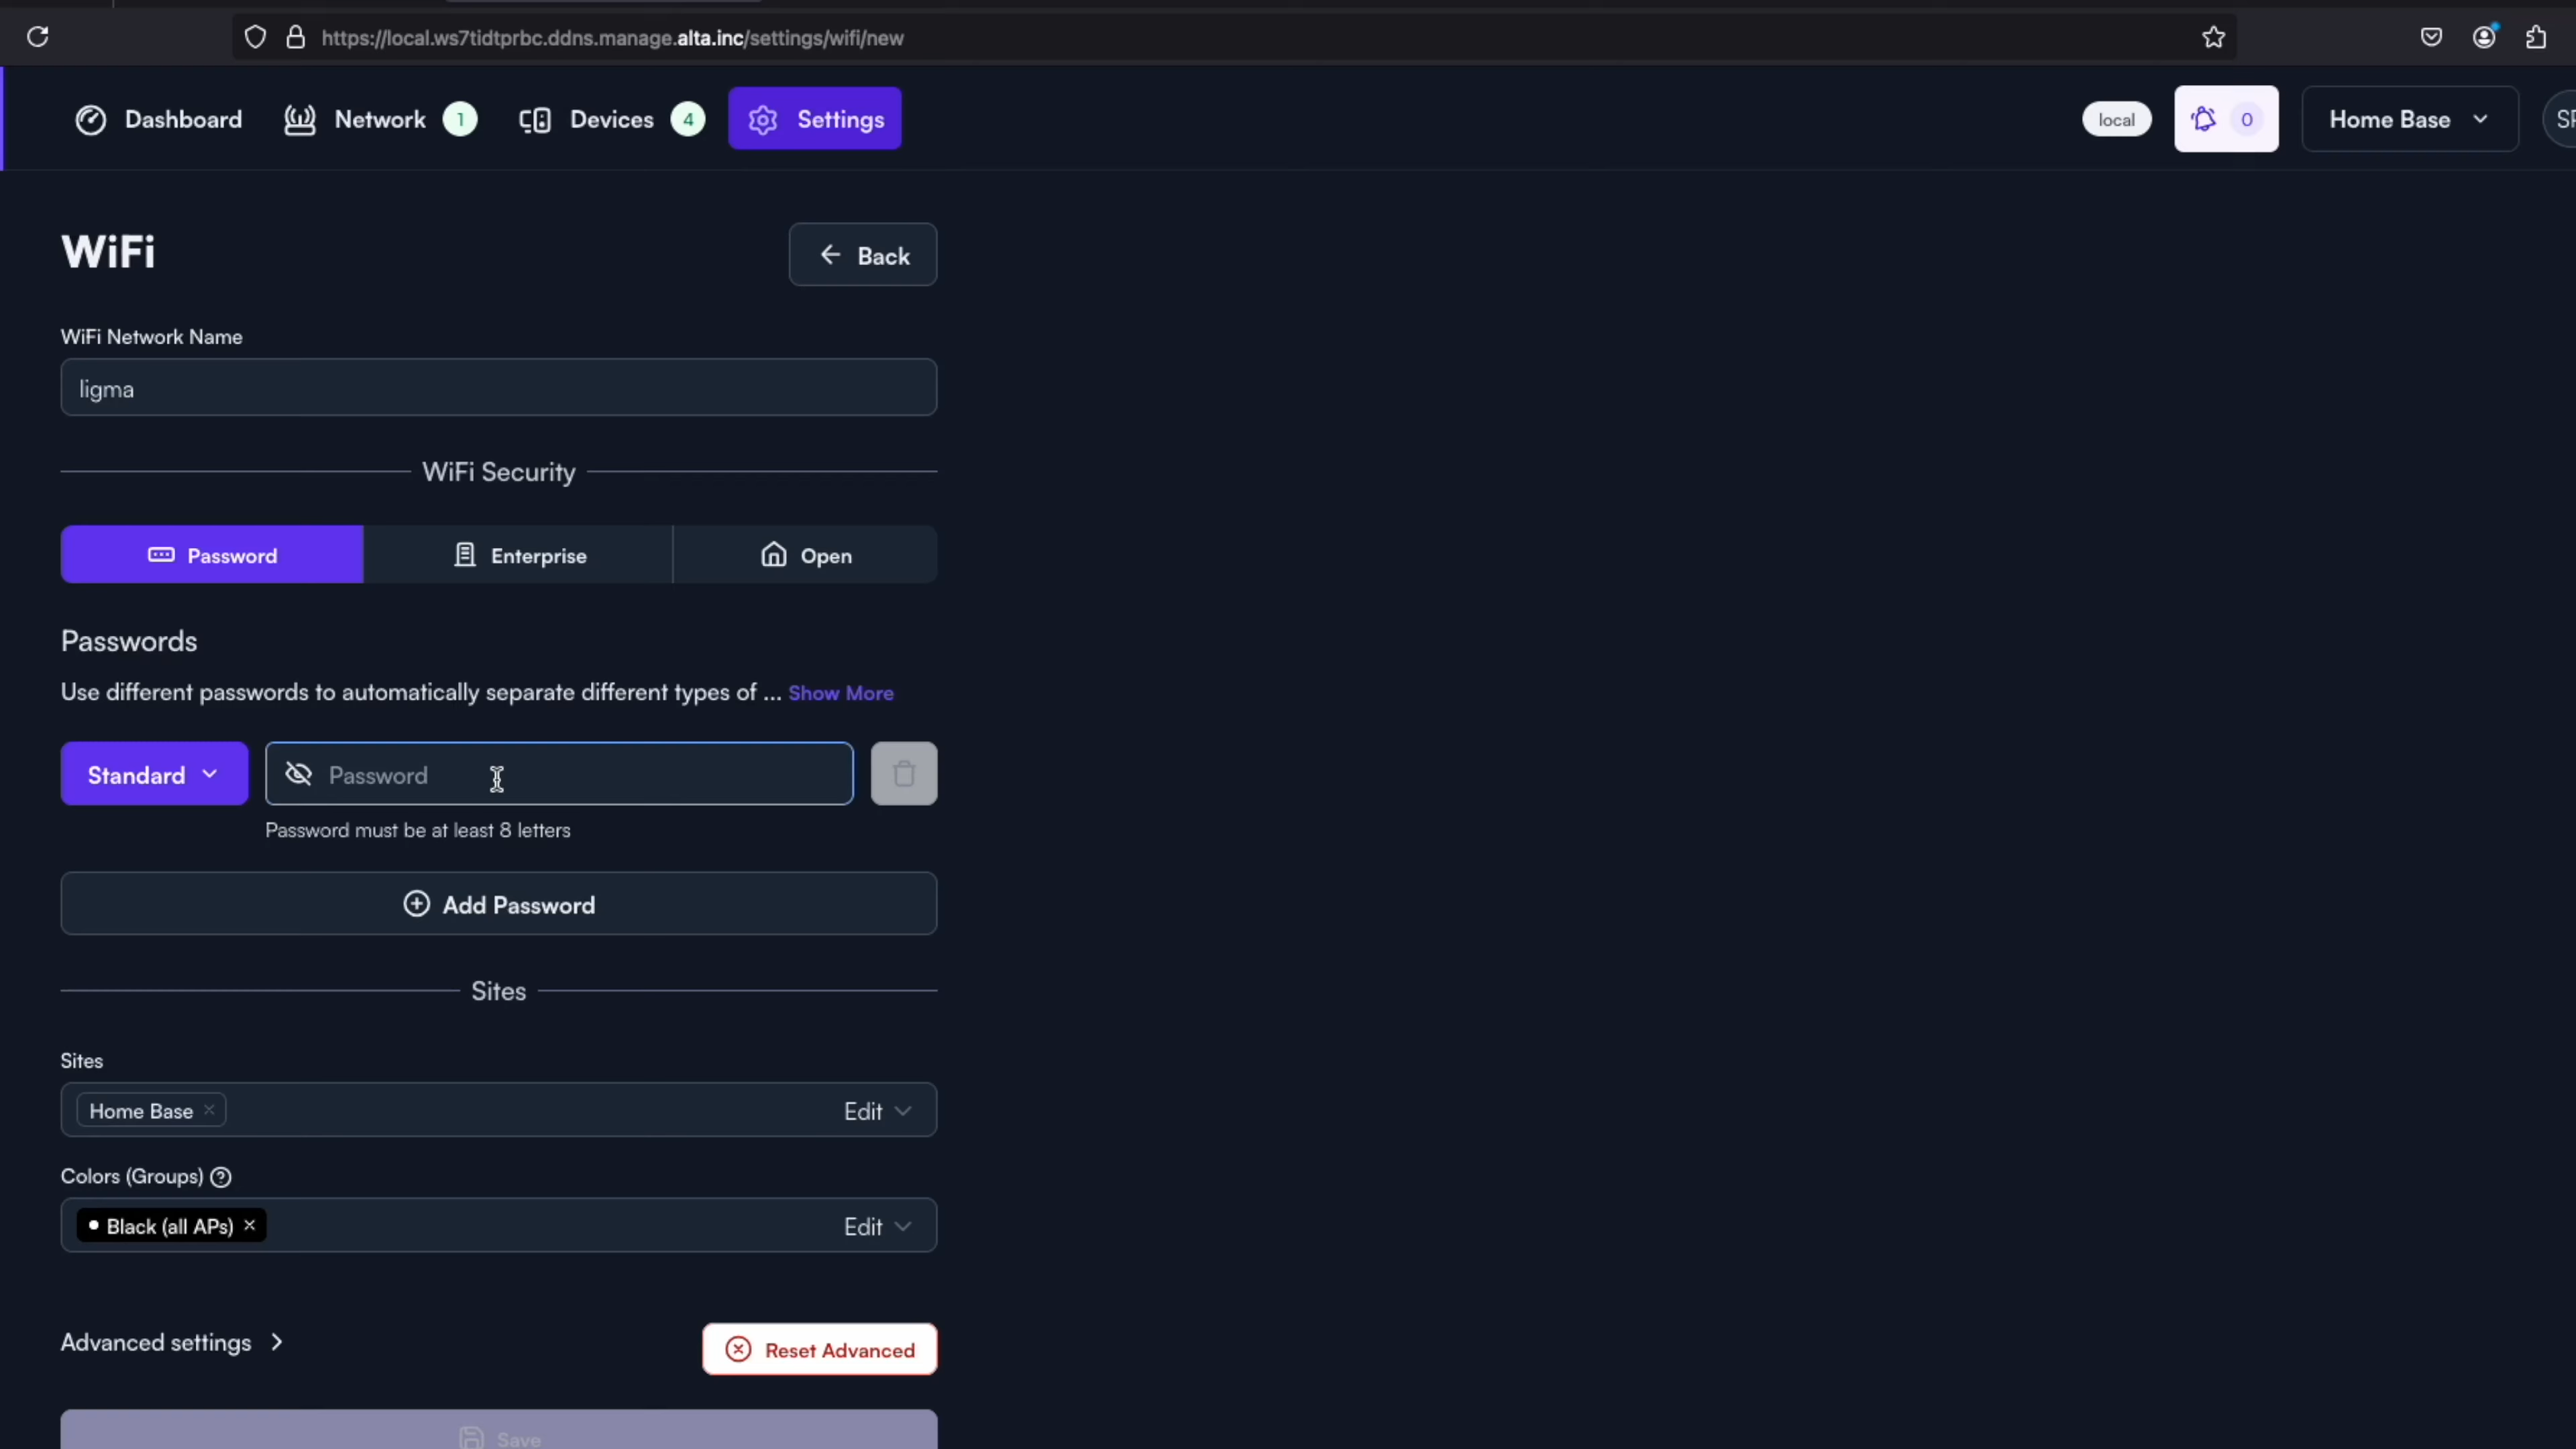 https://local.ws7tidtprbc.ddns.manage.alta.inc/settings/wifi/new
Dashboard Network 1 Devices 4 Settings local 0 Home Base
WiFi Back
WiFi Network Name
ligma
WiFi Security
Password Enterprise Open
Passwords
Use different passwords to automatically separate different types of ... Show More
Standard Password
Password must be at least 8 letters
Add Password
Sites
Sites
Home Base Edit
Colors (Groups)
Black (all APs) Edit
Advanced settings Reset Advanced
Save